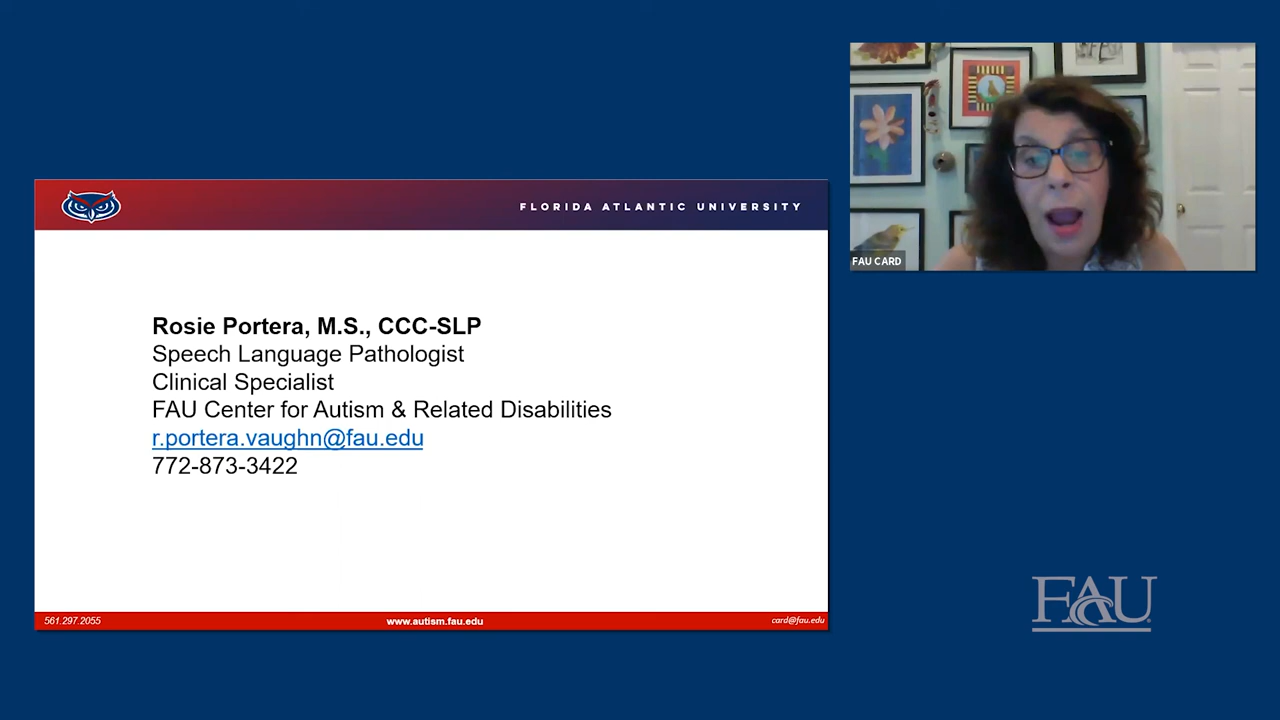 FLORIDA ATLANTIC UNIVERSITY
FAU CARD
Rosie Portera, M.S., CCC-SLP
Speech Language Pathologist
Clinical Specialist
FAU Center for Autism & Related Disabilities
r.portera.vaughn@fau.edu
772-873-3422
561.297.2055
www.autism.fau.edu
card@fau.edu
FAU